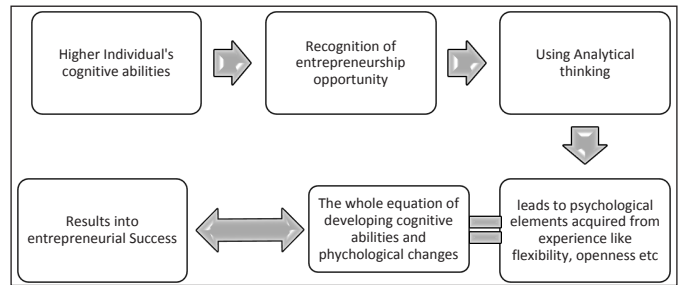 Higher Individual's
cognitive abilities
Recognition of
entrepreneurship
opportunity
Using Analytical
thinking
leads to psychological
elements acquired from
experience like
flexibility, openness etc
The whole equation of
developing cognitive
abilities and
phychological changes
Results into
entrepreneurial Success